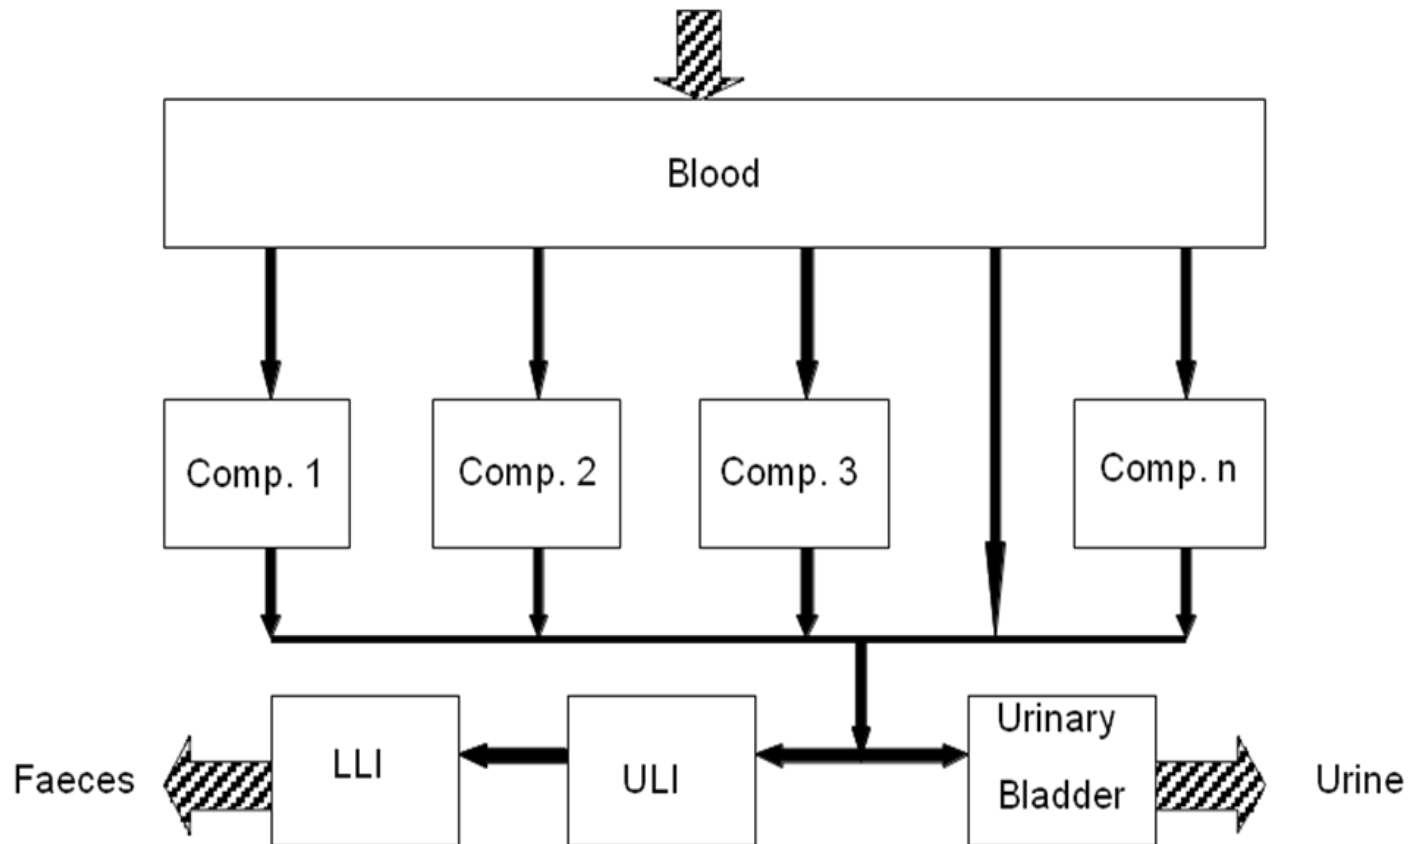 Blood
Comp. 1
Comp. 2
Comp. 3
Comp. n
Faeces
LLI
ULI
Urinary
Bladder
Urine